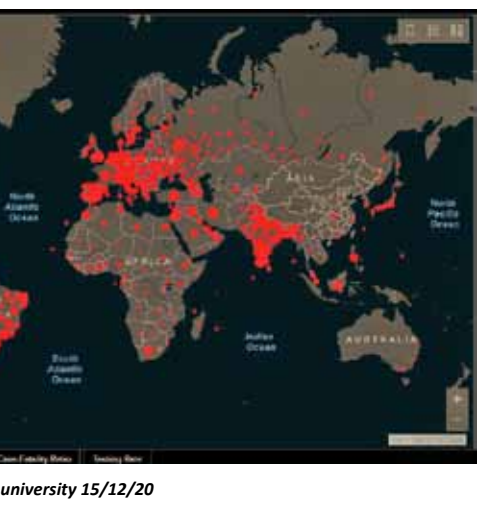 North
Atlantic
Ocean
ASIA
North
Pacific
Ocean
AFRICA
Indian
Ocean
AUSTRALIA
South
Atlantic
Ocean
Case-Fatality Ratio
Testing Rate
university 15/12/20